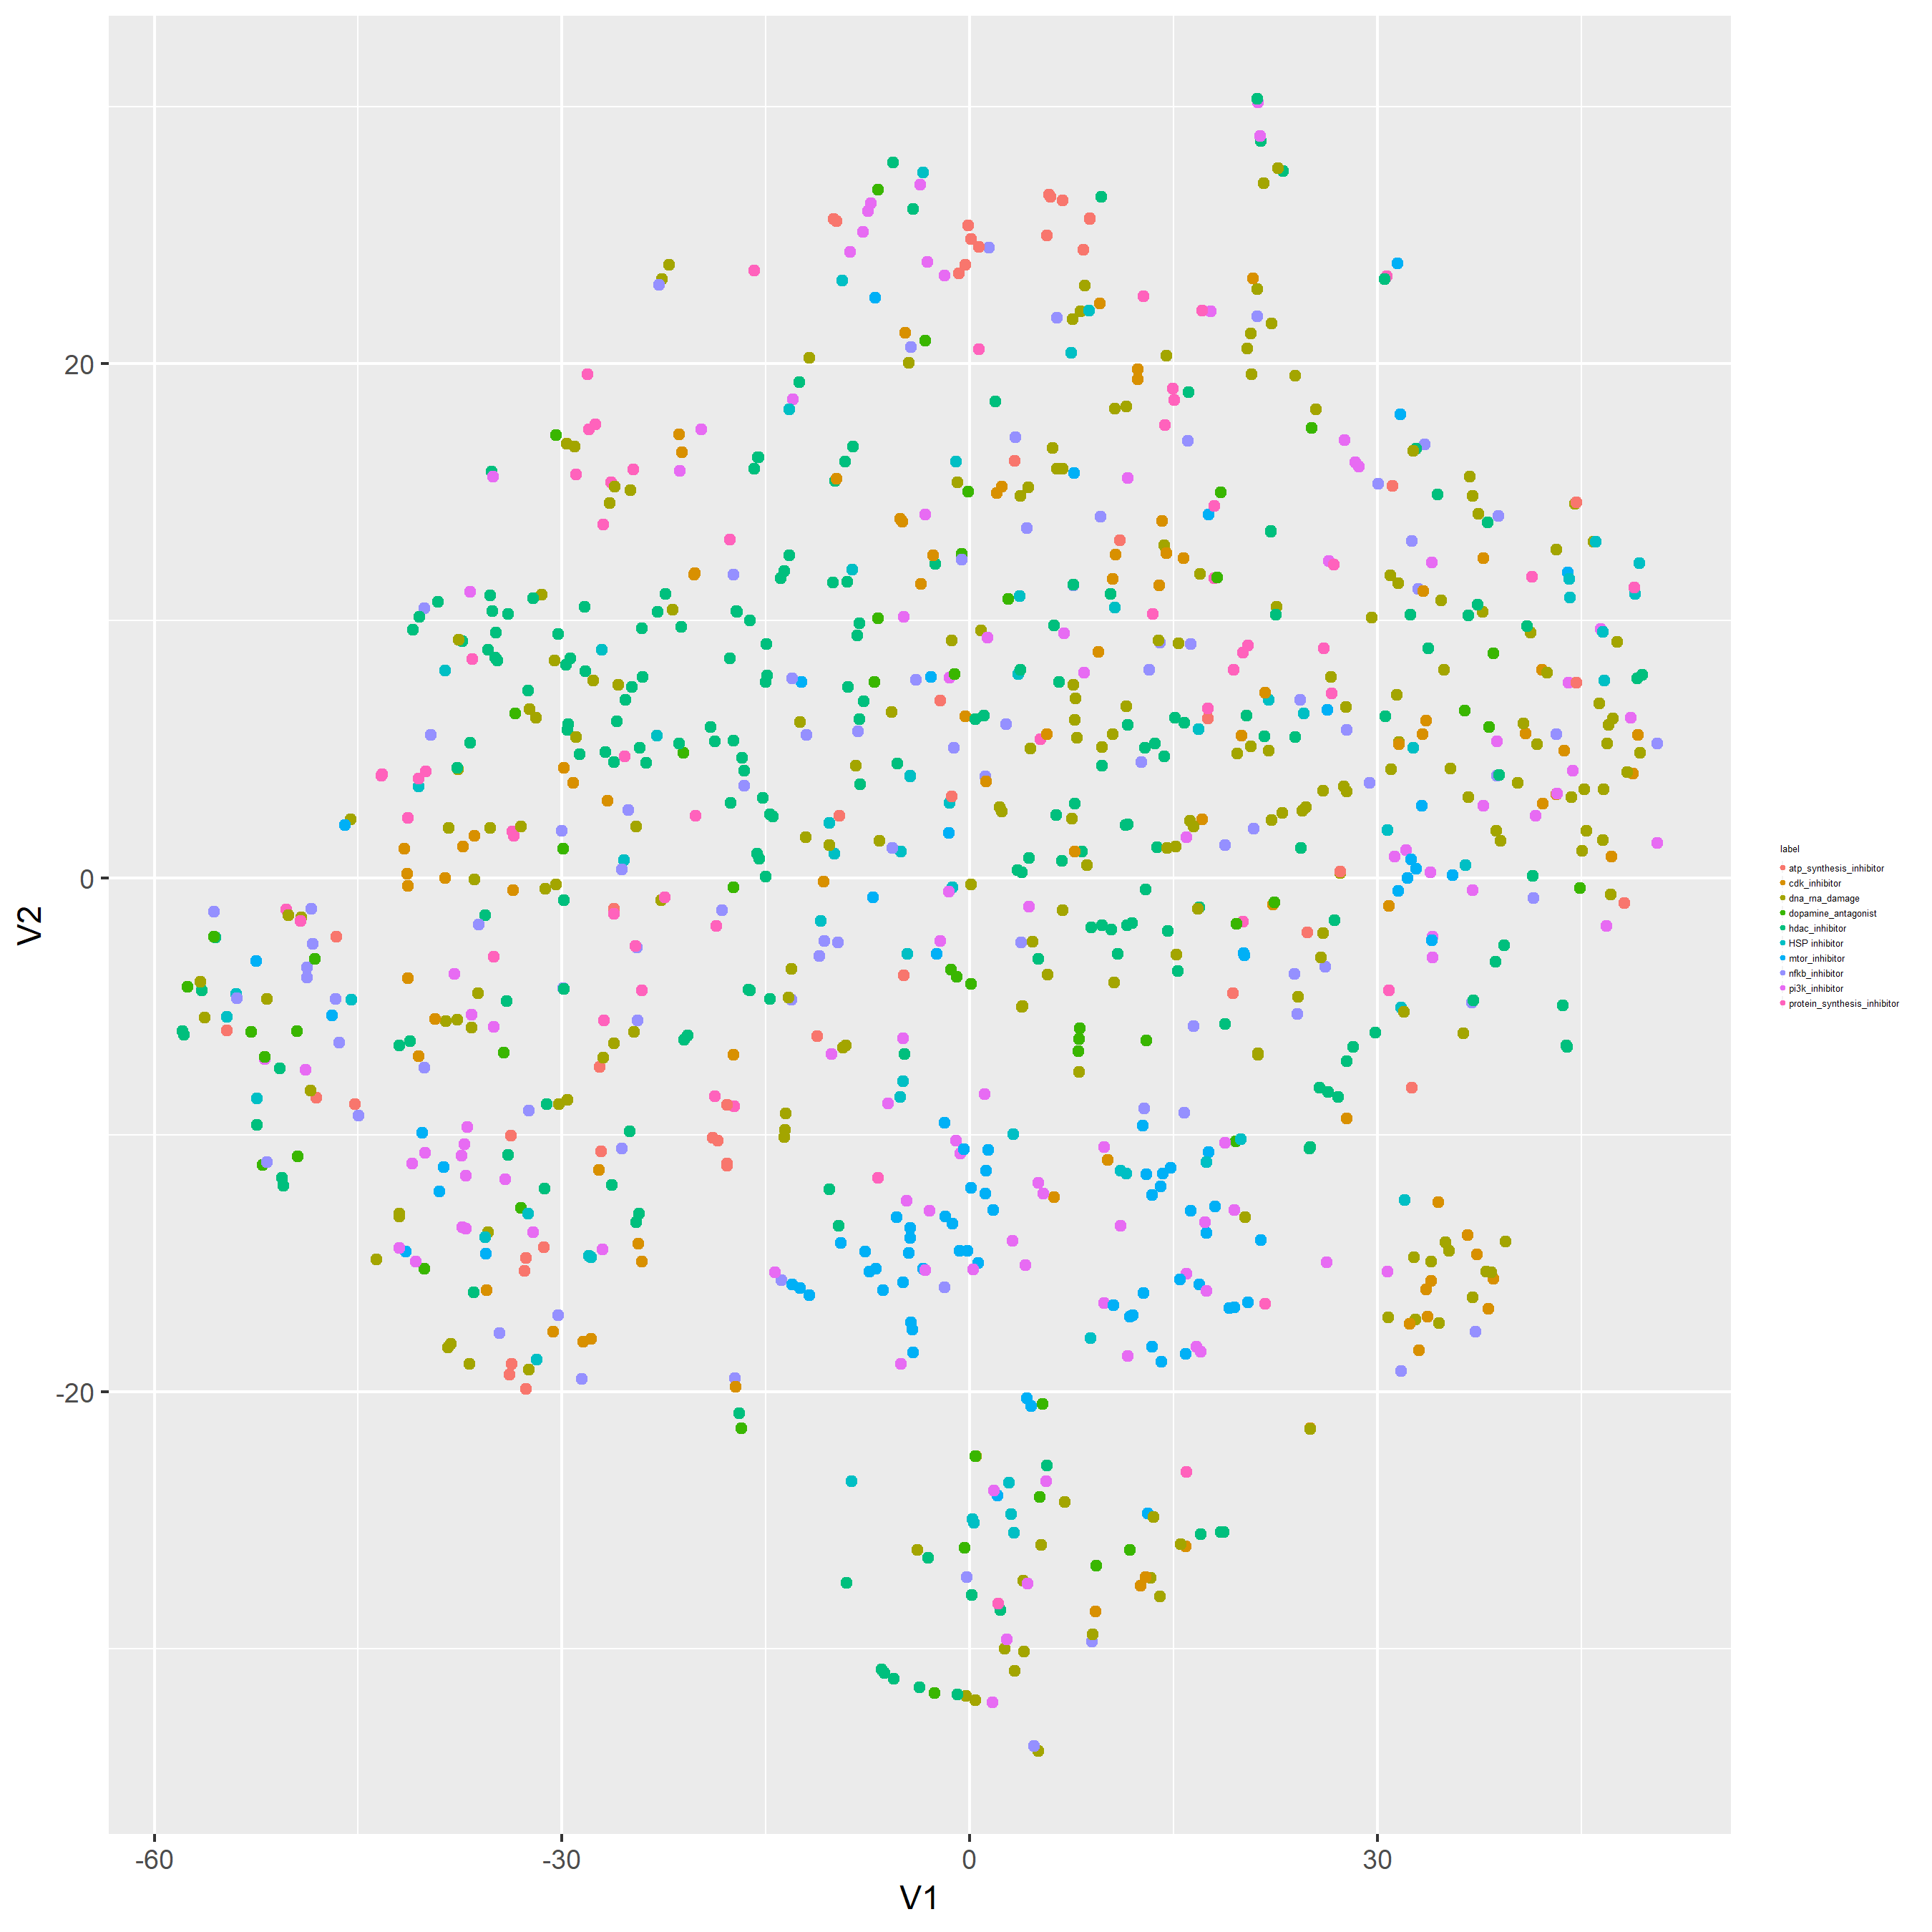 20
0
-20
V2
-60
-30
0
30
V1
label
atp_synthesis_inhibitor
cdk_inhibitor
dna_rna_damage
dopamine_antagonist
hdac_inhibitor
HSP inhibitor
mtor_inhibitor
nfkb_inhibitor
pi3k_inhibitor
protein_synthesis_inhibitor